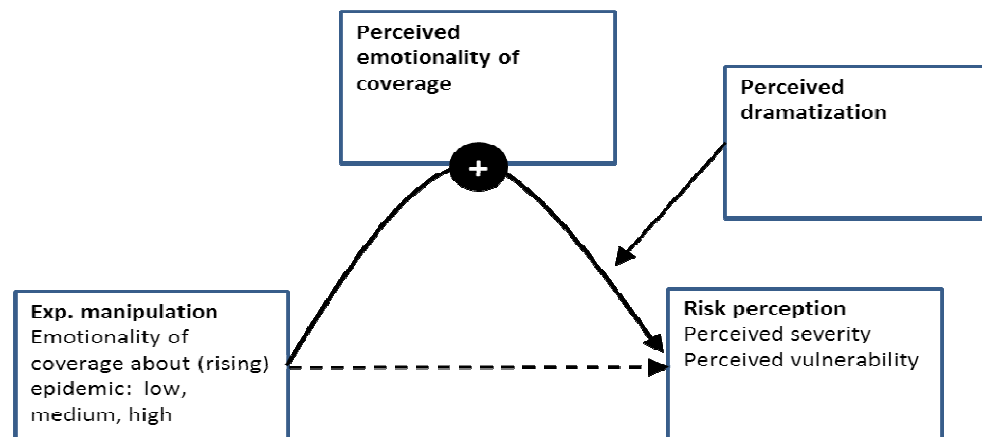 Perceived
emotionality of
coverage
Perceived
dramatization
+
Exp. manipulation
Emotionality of
coverage about (rising)
epidemic: low,
medium, high
Risk perception
Perceived severity
Perceived vulnerability